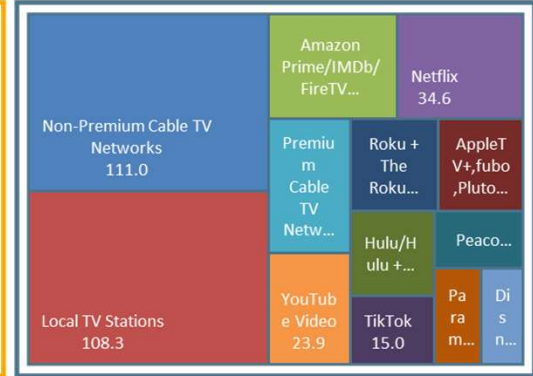 Non-Premium Cable TV
Networks
111.0
Local TV Stations
108.3
Amazon
Prime/IMDb/
FireTV...
Netflix
34.6
Premiu
m
Cable
TV
Netw...
YouTub
e Video
23.9
Roku +
The
Roku...
AppleT
V+,fubo
,Pluto...
Hulu/H
ulu +...
Peaco...
TikTok
15.0
Pa
ra
m...
Di
s
n...